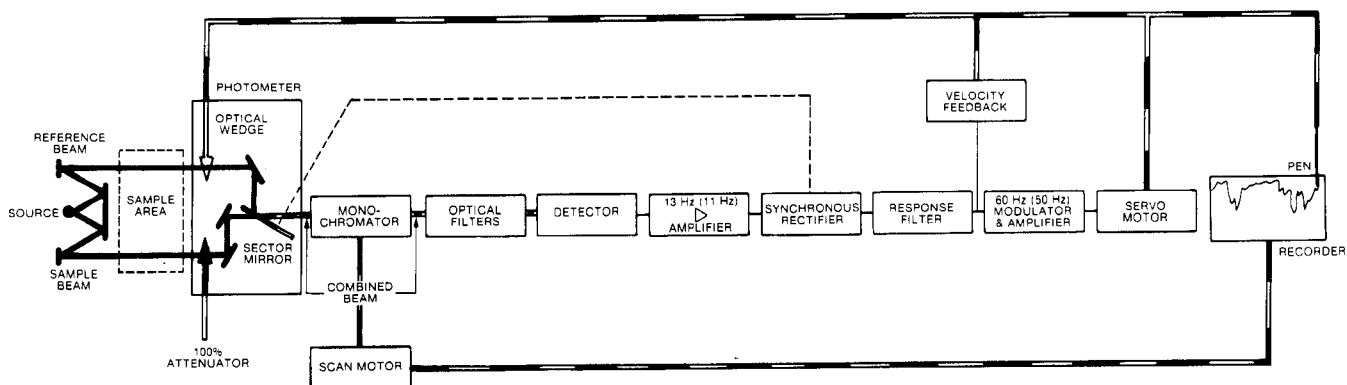 PHOTOMETER
OPTICAL
WEDGE
VELOCITY
FEEDBACK
REFERENCE
BEAM
SAMPLE
AREA
SOURCE
SAMPLE
BEAM
SECTOR
MIRROR
MONO-
CHROMATOR
OPTICAL
FILTERS
DETECTOR
13 Hz (11 Hz)
AMPLIFIER
SYNCHRONOUS
RECTIFIER
RESPONSE
FILTER
60 Hz (50 Hz)
MODULATOR
& AMPLIFIER
SERVO
MOTOR
PEN
RECORDER
COMBINED
BEAM
100%
ATTENUATOR
SCAN MOTOR